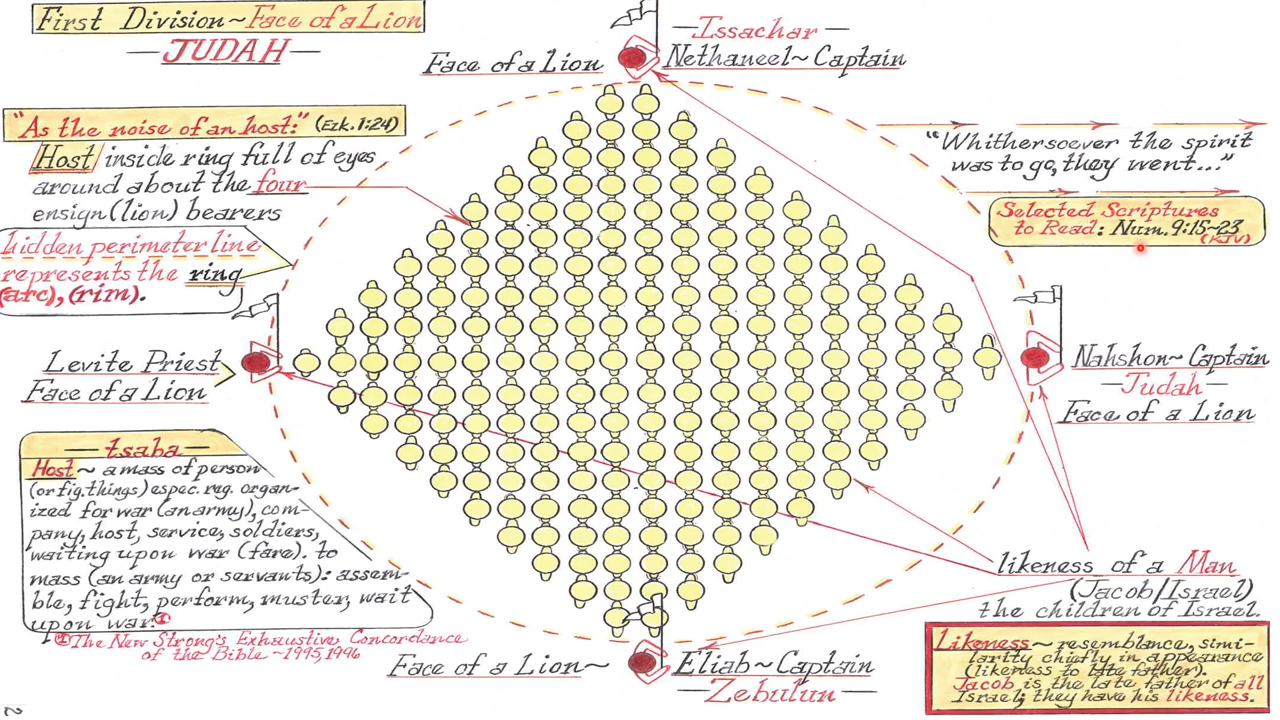 First Division~Face of a Lion
—JUDAH—
—Issachar—
Face of a Lion
Nethaneel~Captain
"As the noise of an host:" (Ezk.1:24)
Host inside ring full of eyes
around about the four
ensign (lion) bearers
hidden perimeter line
represents the ring
(arc), (rim).
"Whithersoever the spirit
was to go, they went..."
Selected Scriptures
to Read: Num. 9:15~23
(KJV)
Levite Priest
Face of a Lion
Nahshon~Captain
—Judah—
Face of a Lion
—tsaba—
Host~ a mass of person
(or fig. things) espec. reg. organ-
ized for war (an army), com-
pany, host, service, soldiers,
waiting upon war (fare). to
mass (an army or servants): assem-
ble, fight, perform, muster, wait
upon war.①
①The New Strong's Exhaustive Concordance
of the Bible ~1995,1996
likeness of a Man
(Jacob/Israel)
the children of Israel.
Face of a Lion~
Eliab~Captain
—Zebulun—
Likeness~ resemblance, simi-
larity chiefly in appearance
(likeness to late father).
Jacob is the late father of all
Israel; they have his likeness.
2